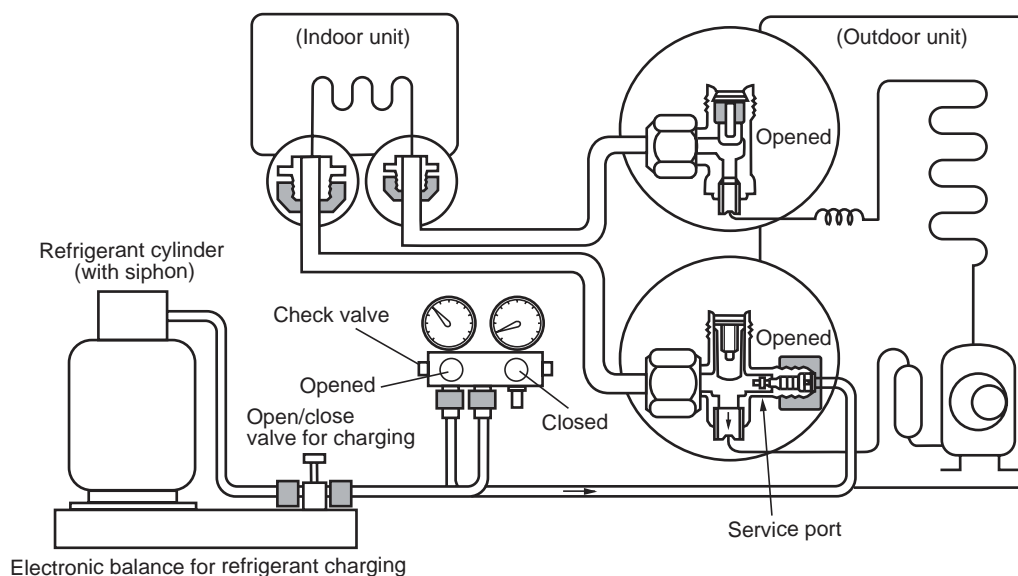 (Indoor unit)
(Outdoor unit)
Opened
Refrigerant cylinder
(with siphon)
Check valve
Opened
Opened
Open/close
valve for charging
Closed
Service port
Electronic balance for refrigerant charging